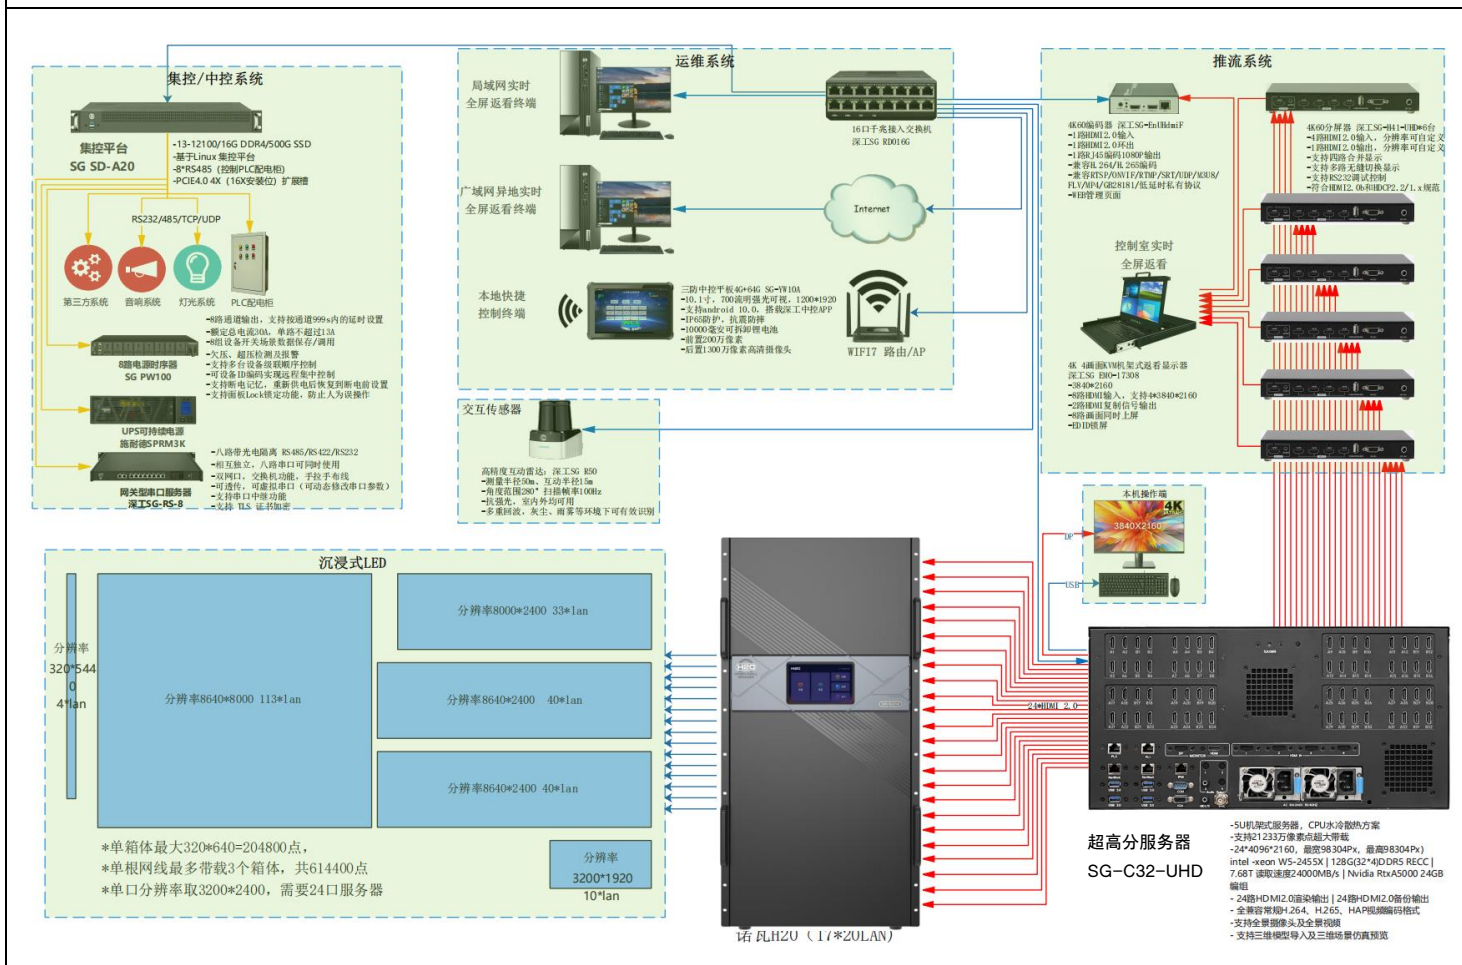 集控/中控系统
集控平台
SG SD-A20
-13-12100/16G DDR4/500G SSD
-基于Linux 集控平台
-8*RS485（控制PLC配电柜）
-PCIE4.0 4X（16X安装位）扩展槽
RS232/485/TCP/UDP
第三方系统
音响系统
灯光系统
PLC配电柜
8路电源时序器
SG PW100
-8路通道输出，支持按通道999s内的延时设置
-额定总电流30A，单路不超过13A
-8组设备开关场景数据保存/调用
-欠压、超压检测及报警
-支持多台设备级联顺序控制
-可设备ID编码实现远程集中控制
-支持断电记忆，重新供电后恢复到断电前设置
-支持面板Lock锁定功能，防止人为误操作
UPS可持续电源
施耐德SPRM3K
网关型串口服务器
深工SG-RS-8
-八路带光电隔离 RS485/RS422/RS232
-相互独立，八路串口可同时使用
-双网口，交换机功能，手拉手布线
-可透传，可虚拟串口（可动态修改串口参数）
-支持串口中继功能
-支持 TLS 证书加密
运维系统
局域网实时
全屏返看终端
16口千兆接入交换机
深工SG RD016G
广域网异地实时
全屏返看终端
Internet
本地快捷
控制终端
三防中控平板4G+64G SG-YW10A
-10.1寸，700流明强光可视，1200*1920
-支持android 10.0，搭载深工中控APP
-IP65防护，抗震防摔
-10000毫安可拆卸锂电池
-前置200万像素
-后置1300万像素高清摄像头
WIFI7 路由/AP
交互传感器
高精度互动雷达：深工SG R50
-测量半径50m、互动半径15m
-角度范围280° 扫描帧率100Hz
-抗强光，室内外均可用
-多重回波，灰尘、雨雾等环境下可有效识别
推流系统
4K60编码器 深工SG-EnUHdmiF
-1路HDMI2.0输入
-1路HDMI2.0环出
-1路RJ45编码1080P输出
-兼容H.264/H.265编码
-兼容RTSP/ONVIF/RTMP/SRT/UDP/M3U8/
FLV/MP4/GB28181/低延时私有协议
-WEB管理页面
4K60分屏器 深工SG-H41-UHD*6台
-4路HDMI2.0输入，分辨率可自定义
-1路HDMI2.0输出，分辨率可自定义
-支持四路合并显示
-支持多路无缝切换显示
-支持RS232调试控制
-符合HDMI2.0b和HDCP2.2/1.x规范
控制室实时
全屏返看
4K 4画面KVM机架式返看显示器
深工SG EMO-17308
-3840*2160
-8路HDMI输入，支持4*3840*2160
-2路HDMI复制信号输出
-8路画面同时上屏
-EDID锁屏
本机操作端
4K
3840X2160
DP
USB
沉浸式LED
分辨率
320*544
0
4*lan
分辨率8640*8000 113*lan
分辨率8000*2400 33*lan
分辨率8640*2400 40*lan
分辨率8640*2400 40*lan
分辨率
3200*1920
10*lan
*单箱体最大320*640=204800点，
*单根网线最多带载3个箱体，共614400点
*单口分辨率取3200*2400，需要24口服务器
H2O
诺瓦H20（17*20LAN）
24*HDMI 2.0
超高分服务器
SG-C32-UHD
-5U机架式服务器，CPU水冷散热方案
-支持21233万像素点超大带载
-24*4096*2160，最宽98304Px，最高98304Px）
intel -xeon W5-2455X | 128G(32*4)DDR5 RECC |
7.68T 读取速度24000MB/s | Nvidia RtxA5000 24GB
编组
- 24路HDMI2.0渲染输出 | 24路HDMI2.0备份输出
- 全兼容常规H.264、H.265、HAP视频编码格式
-支持全景摄像头及全景视频
- 支持三维模型导入及三维场景仿真预览